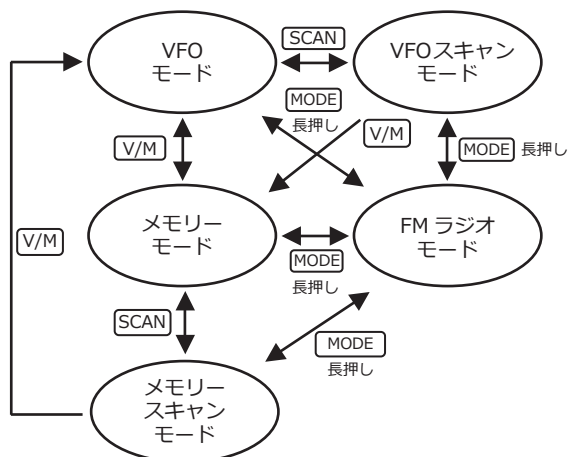 VFO
モード
SCAN
VFOスキャン
モード
MODE
長押し
V/M
V/M
MODE 長押し
V/M
メモリー
モード
MODE
長押し
FM ラジオ
モード
SCAN
MODE
長押し
メモリー
スキャン
モード